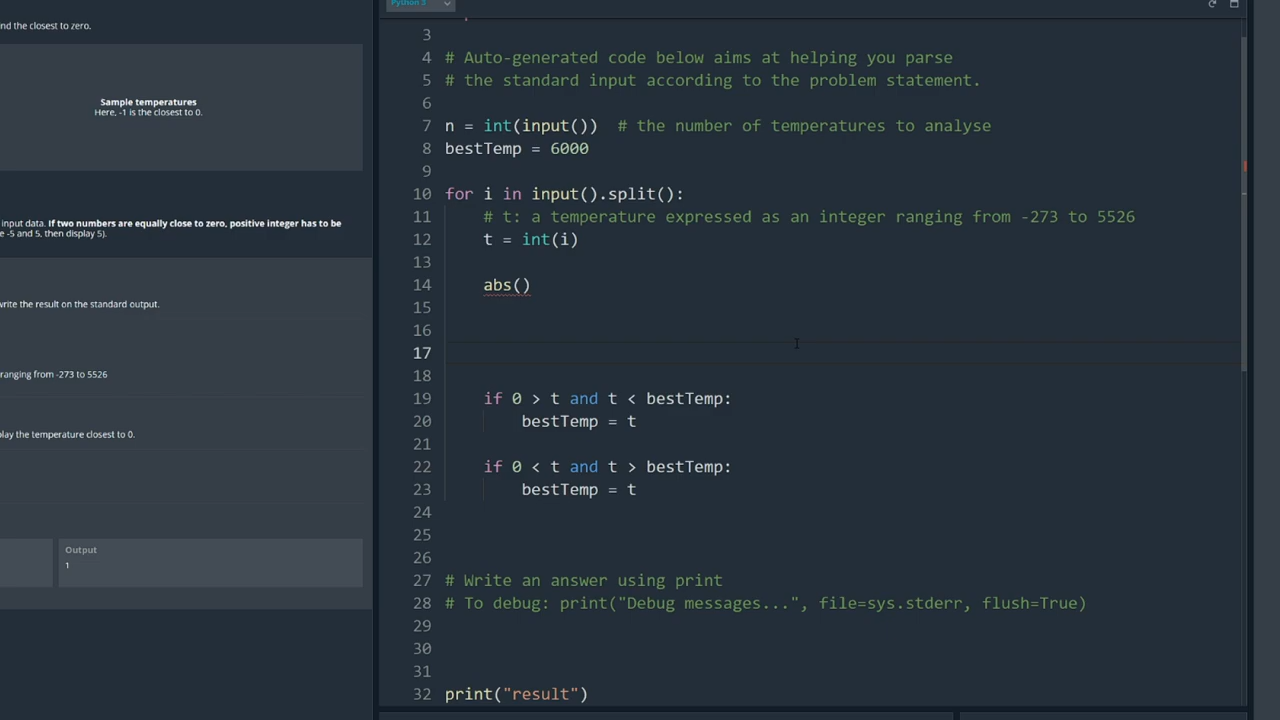 nd the closest to zero.
Sample temperatures
Here, -1 is the closest to 0.
input data. If two numbers are equally close to zero, positive integer has to be
e -5 and 5, then display 5).
write the result on the standard output.
ranging from -273 to 5526
lay the temperature closest to 0.
Output
1
Python 3
3
4 # Auto-generated code below aims at helping you parse
5 # the standard input according to the problem statement.
6
7 n = int(input())  # the number of temperatures to analyse
8 bestTemp = 6000
9
10 for i in input().split():
11 # t: a temperature expressed as an integer ranging from -273 to 5526
12 t = int(i)
13
14 abs()
15
16
17
18
19 if 0 > t and t < bestTemp:
20 bestTemp = t
21
22 if 0 < t and t > bestTemp:
23 bestTemp = t
24
25
26
27 # Write an answer using print
28 # To debug: print("Debug messages...", file=sys.stderr, flush=True)
29
30
31
32 print("result")